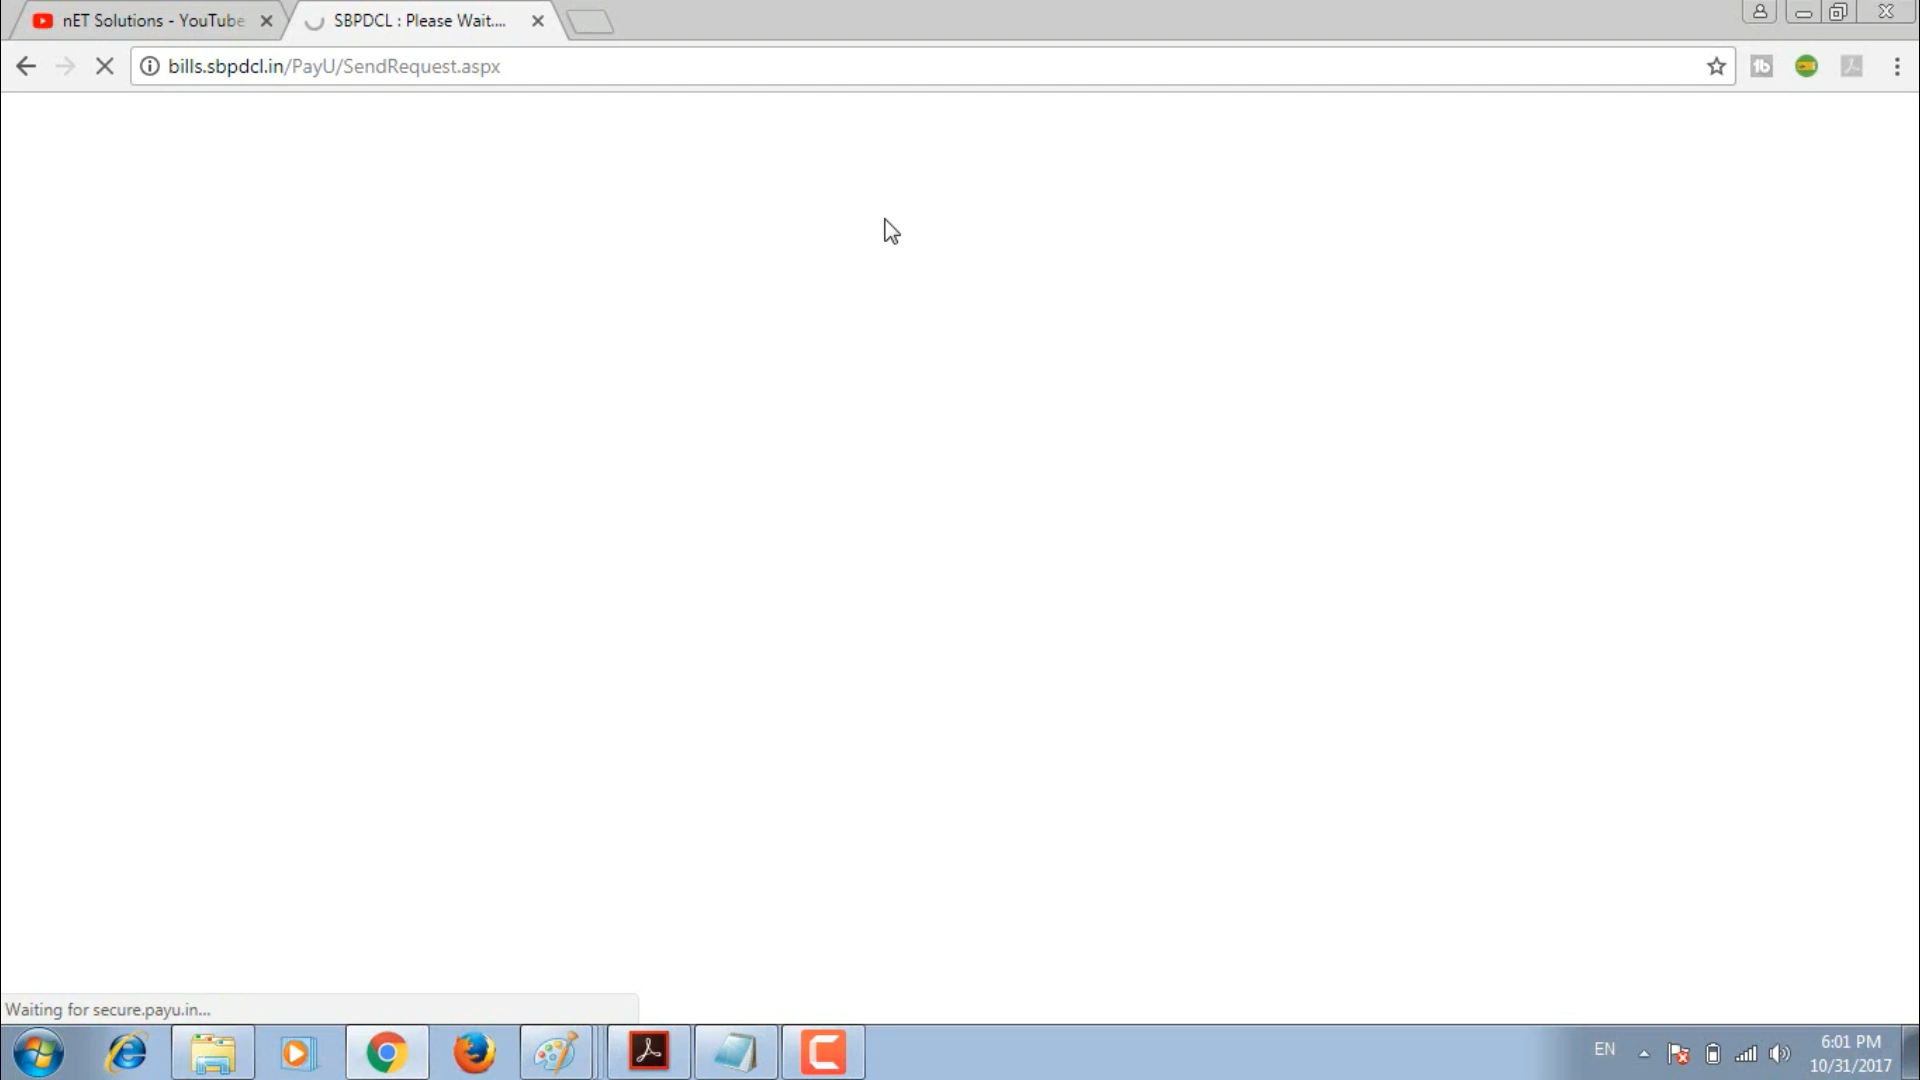 nET Solutions - YouTube
SBPDCL : Please Wait....
bills.sbpdcl.in/PayU/SendRequest.aspx
Waiting for secure.payu.in...
EN
6:01 PM
10/31/2017